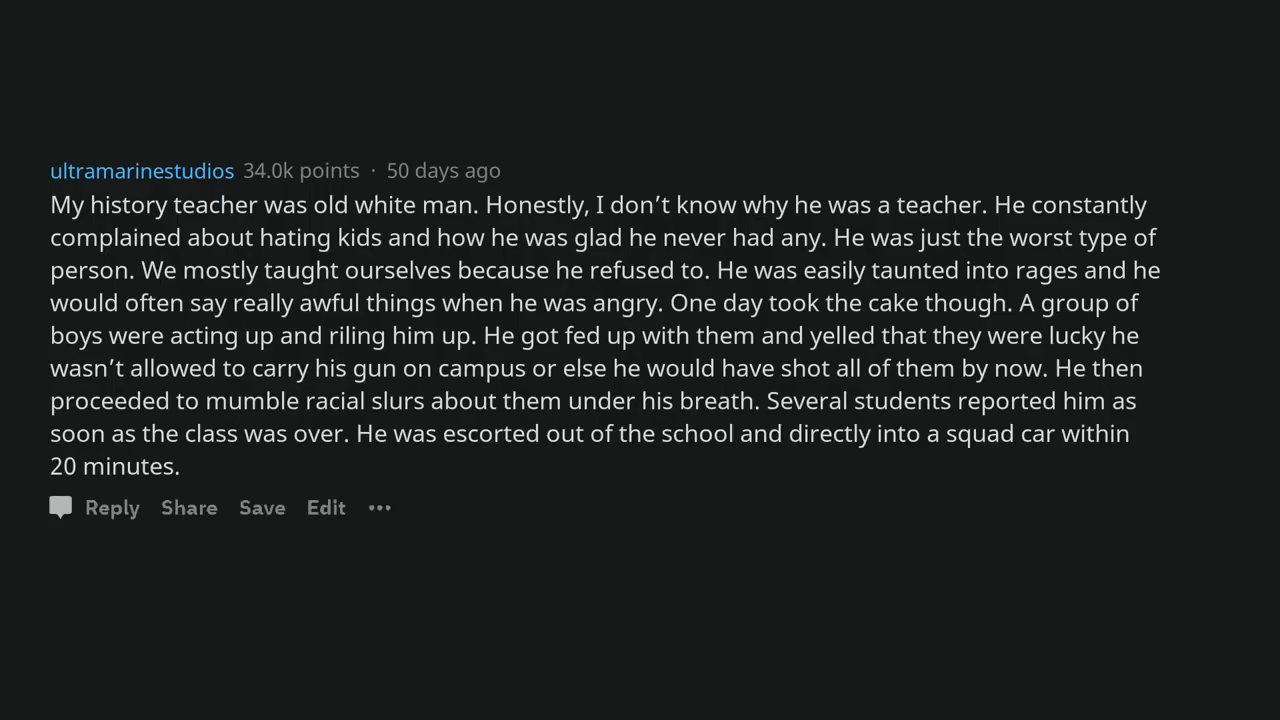 ultramarinestudios 34.0k points · 50 days ago
My history teacher was old white man. Honestly, I don’t know why he was a teacher. He constantly
complained about hating kids and how he was glad he never had any. He was just the worst type of
person. We mostly taught ourselves because he refused to. He was easily taunted into rages and he
would often say really awful things when he was angry. One day took the cake though. A group of
boys were acting up and riling him up. He got fed up with them and yelled that they were lucky he
wasn’t allowed to carry his gun on campus or else he would have shot all of them by now. He then
proceeded to mumble racial slurs about them under his breath. Several students reported him as
soon as the class was over. He was escorted out of the school and directly into a squad car within
20 minutes.
Reply Share Save Edit •••